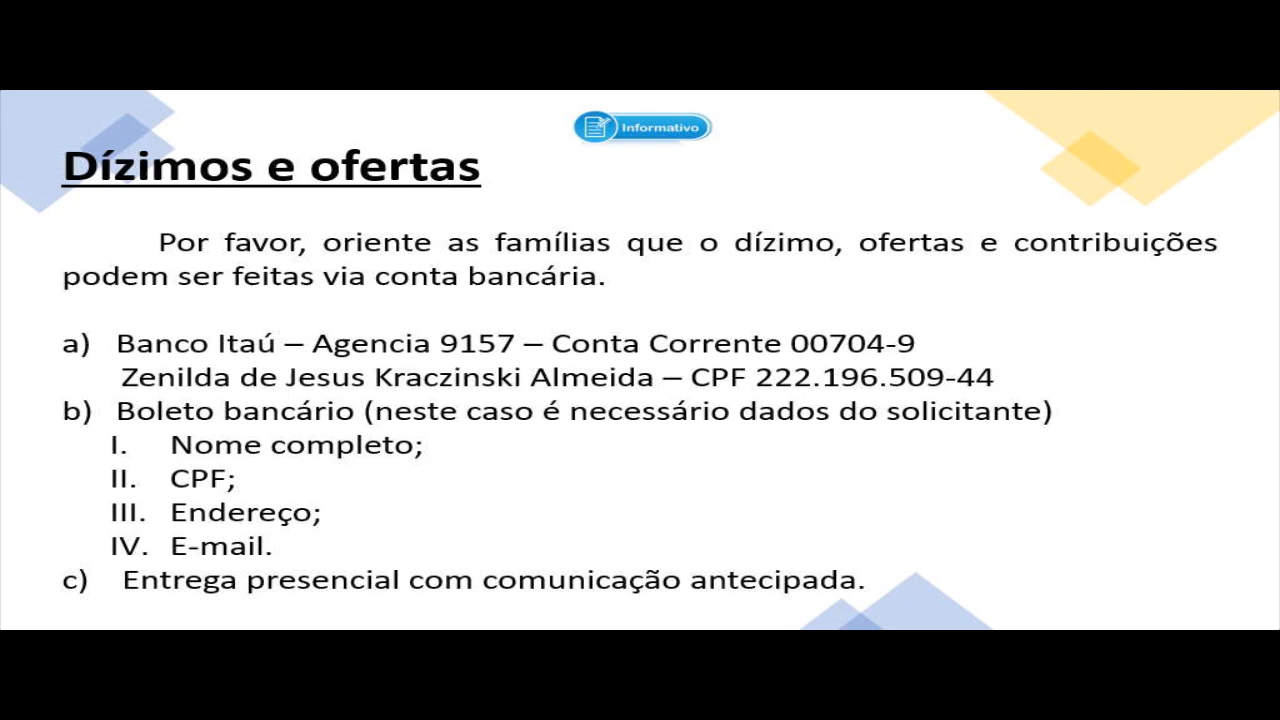 Informativo
Dízimos e ofertas
Por favor, oriente as famílias que o dízimo, ofertas e contribuições
podem ser feitas via conta bancária.
a) Banco Itaú – Agencia 9157 – Conta Corrente 00704-9
Zenilda de Jesus Kraczinski Almeida – CPF 222.196.509-44
b) Boleto bancário (neste caso é necessário dados do solicitante)
I. Nome completo;
II. CPF;
III. Endereço;
IV. E-mail.
c) Entrega presencial com comunicação antecipada.